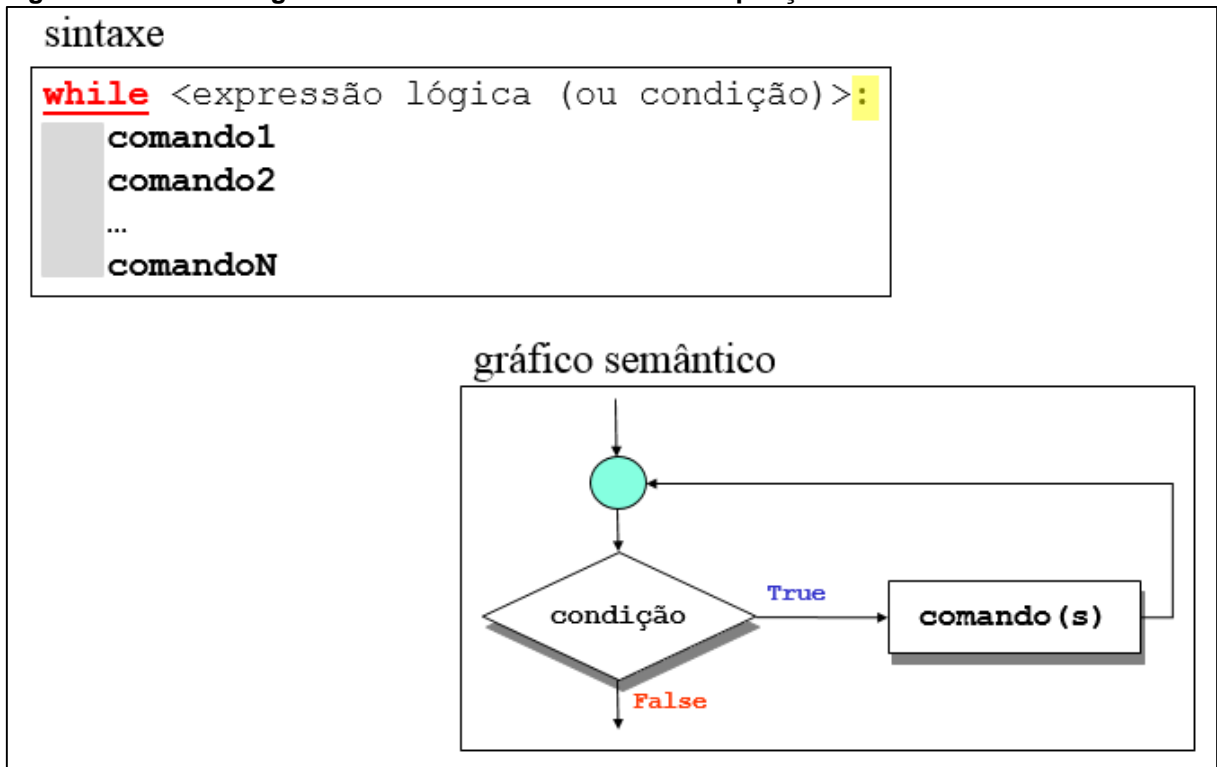 sintaxe
while <expressão lógica (ou condição)>:
comando1
comando2
…
comandoN
gráfico semântico
condição
True
comando(s)
False